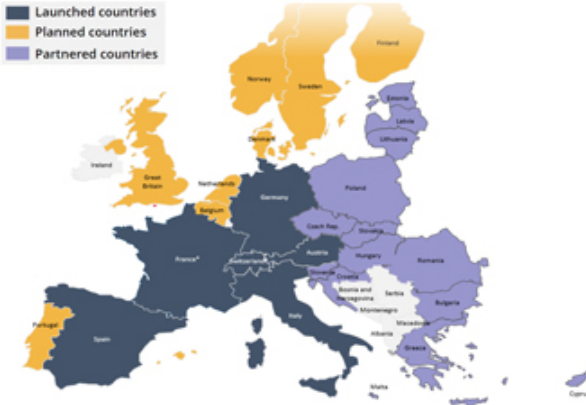 Launched countries
Planned countries
Partnered countries
Finland
Norway
Sweden
Estonia
Latvia
Lithuania
Denmark
Ireland
Great
Britain
Netherlands
Belgium
Germany
Poland
Czech Rep.
Slovakia
France*
Switzerland
Austria
Hungary
Romania
Slovenia
Croatia
Bosnia and
Herzegovina
Serbia
Montenegro
Bulgaria
Italy
Macedonia
Albania
Greece
Portugal
Spain
Malta
Cypru